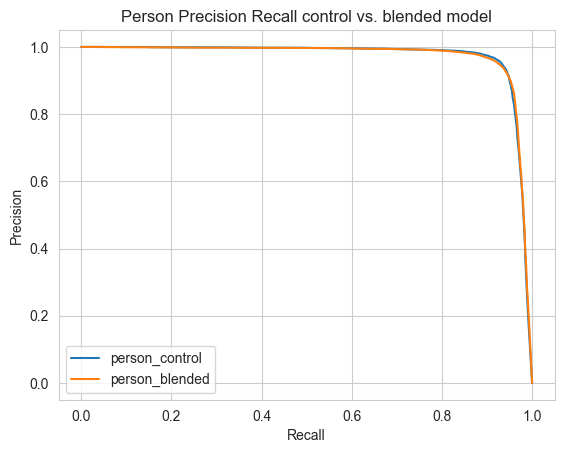 Person Precision Recall control vs. blended model
1.0
0.8
0.6
0.4
0.2
0.0
Precision
person_control
person_blended
0.0 0.2 0.4 0.6 0.8 1.0
Recall